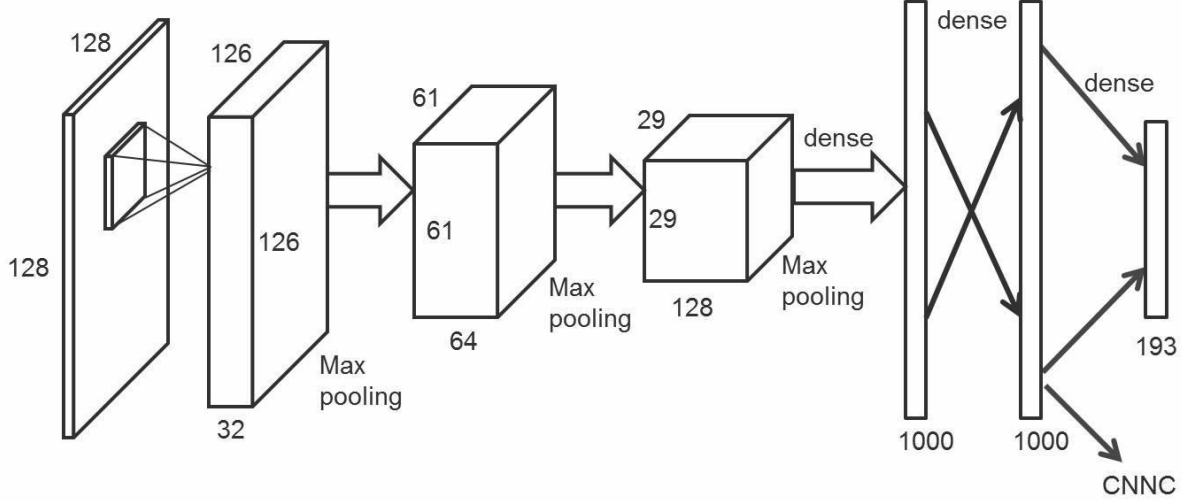 128
128
126
126
32
Max
pooling
61
61
64
Max
pooling
29
29
128
Max
pooling
dense
1000
dense
1000
dense
193
CNNC